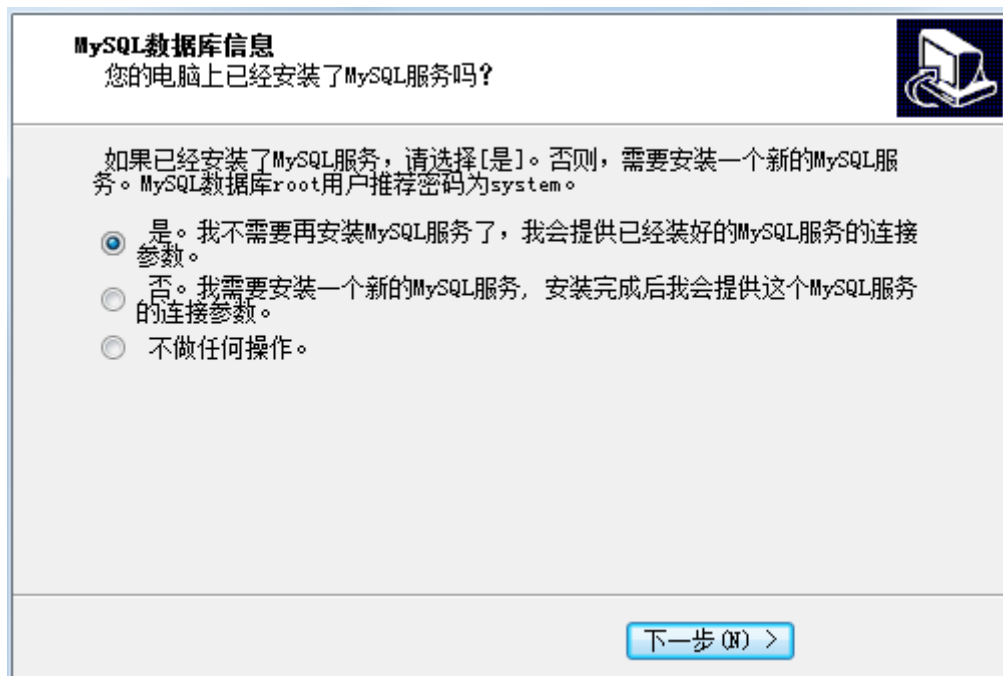 MySQL数据库信息
您的电脑上已经安装了MySQL服务吗?
如果已经安装了MySQL服务，请选择[是]。否则，需要安装一个新的MySQL服
务。MySQL数据库root用户推荐密码为system。
是。我不需要再安装MySQL服务了，我会提供已经装好的MySQL服务的连接
参数。
否。我需要安装一个新的MySQL服务, 安装完成后我会提供这个MySQL服务
的连接参数。
不做任何操作。
下一步(N) >